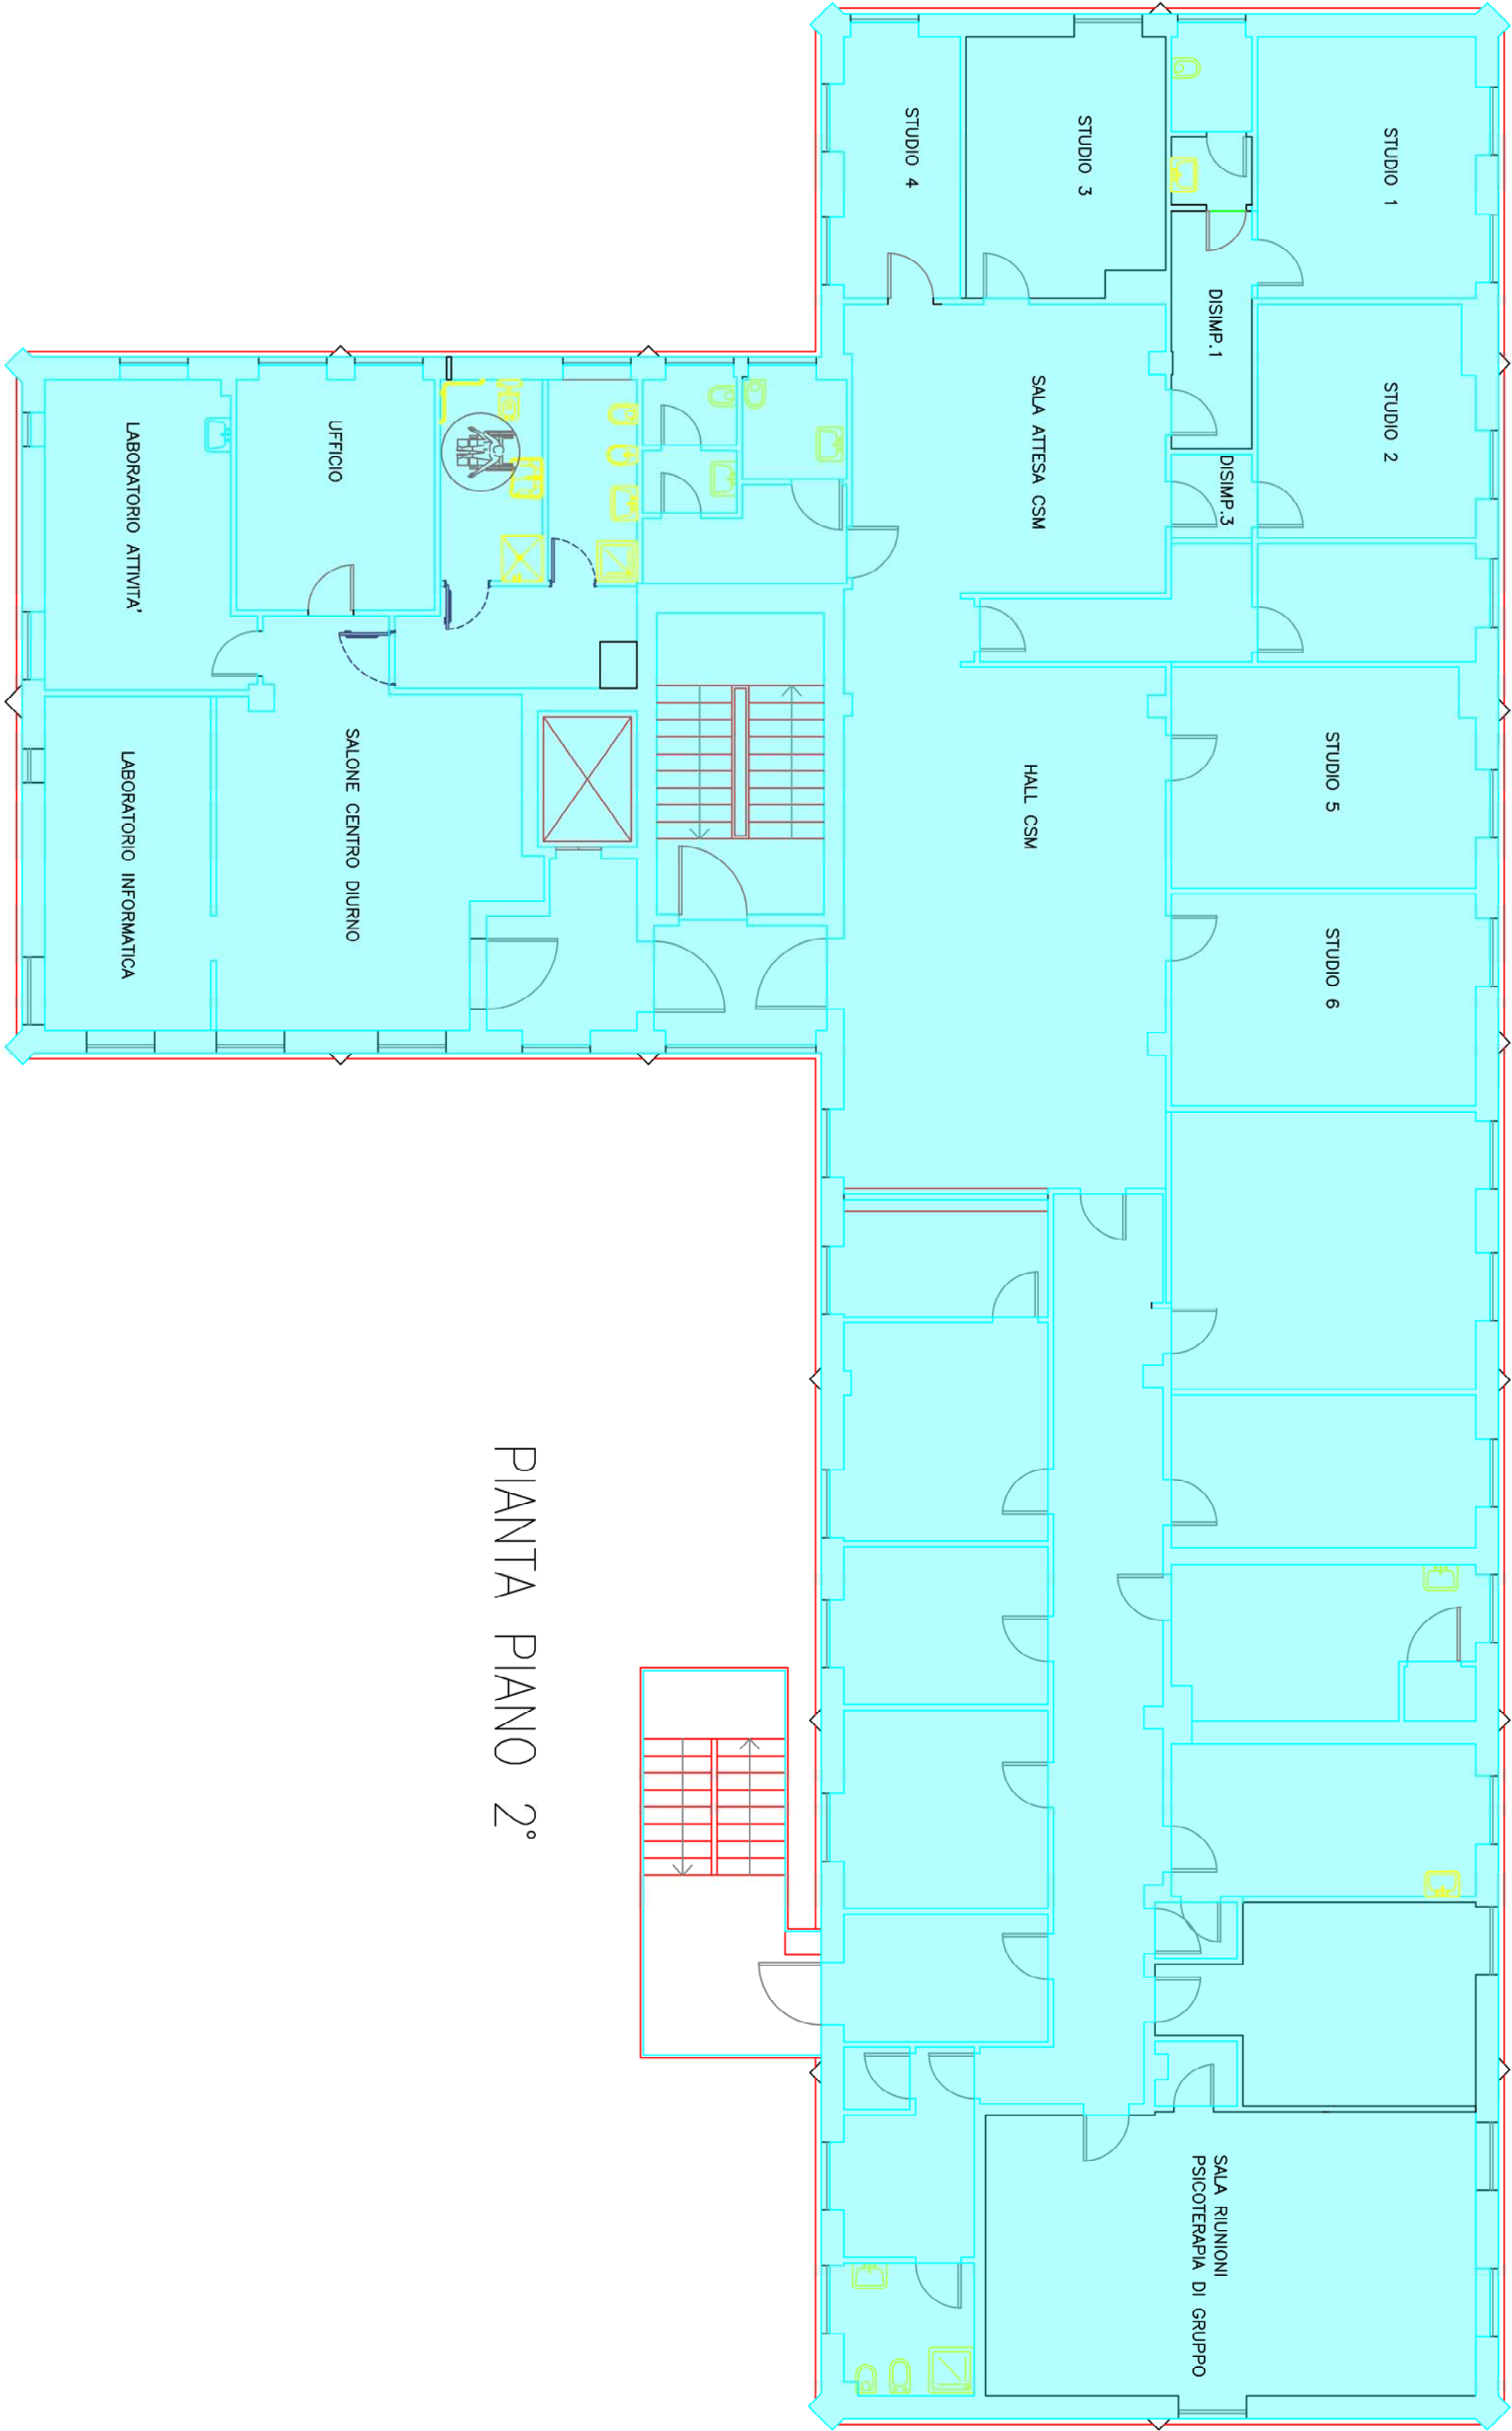 STUDIO 1
STUDIO 2
STUDIO 3
STUDIO 4
DISIMP.1
DISIMP.3
SALA ATTESA CSM
STUDIO 5
STUDIO 6
HALL CSM
UFFICIO
LABORATORIO ATTIVITA'
SALONE CENTRO DIURNO
LABORATORIO INFORMATICA
SALA RIUNIONI
PSICOTERAPIA DI GRUPPO
PIANTA PIANO 2°